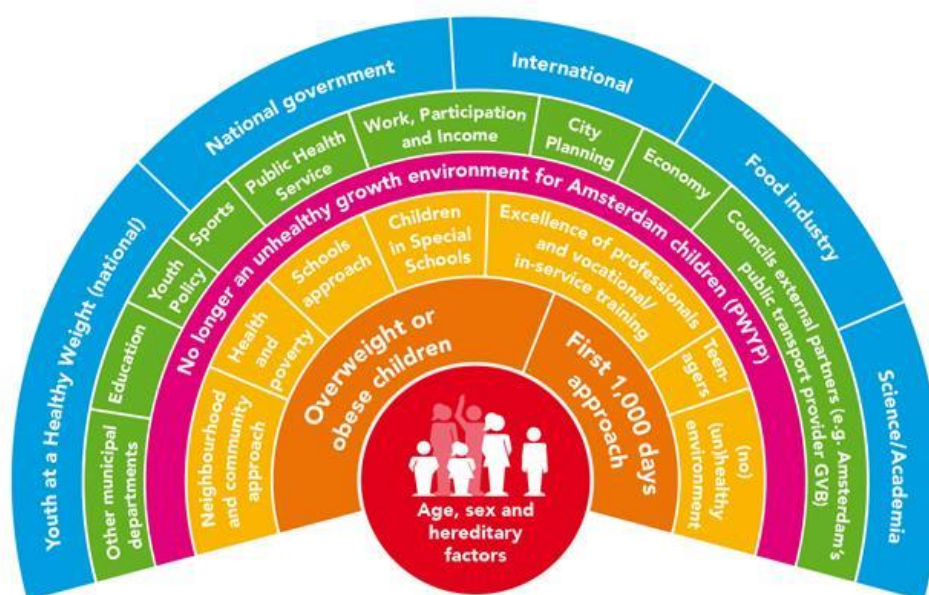 Youth at a Healthy Weight (national)
National government
International
Food industry
Science/Academia
Other municipal
departments
Education
Youth
Policy
Sports
Public Health
Service
Work, Participation
and Income
City
Planning
Economy
Councils external partners (e.g. Amsterdam's
public transport provider GVB)
No longer an unhealthy growth environment for Amsterdam children (PWYP)
Neighbourhood
and community
approach
Health
and
poverty
Schools
approach
Children
in Special
Schools
Excellence of professionals
and vocational/
in-service training
Teen-
agers
(no)
(un)healthy
environment
Overweight or
obese children
First 1,000 days
approach
Age, sex and
hereditary
factors